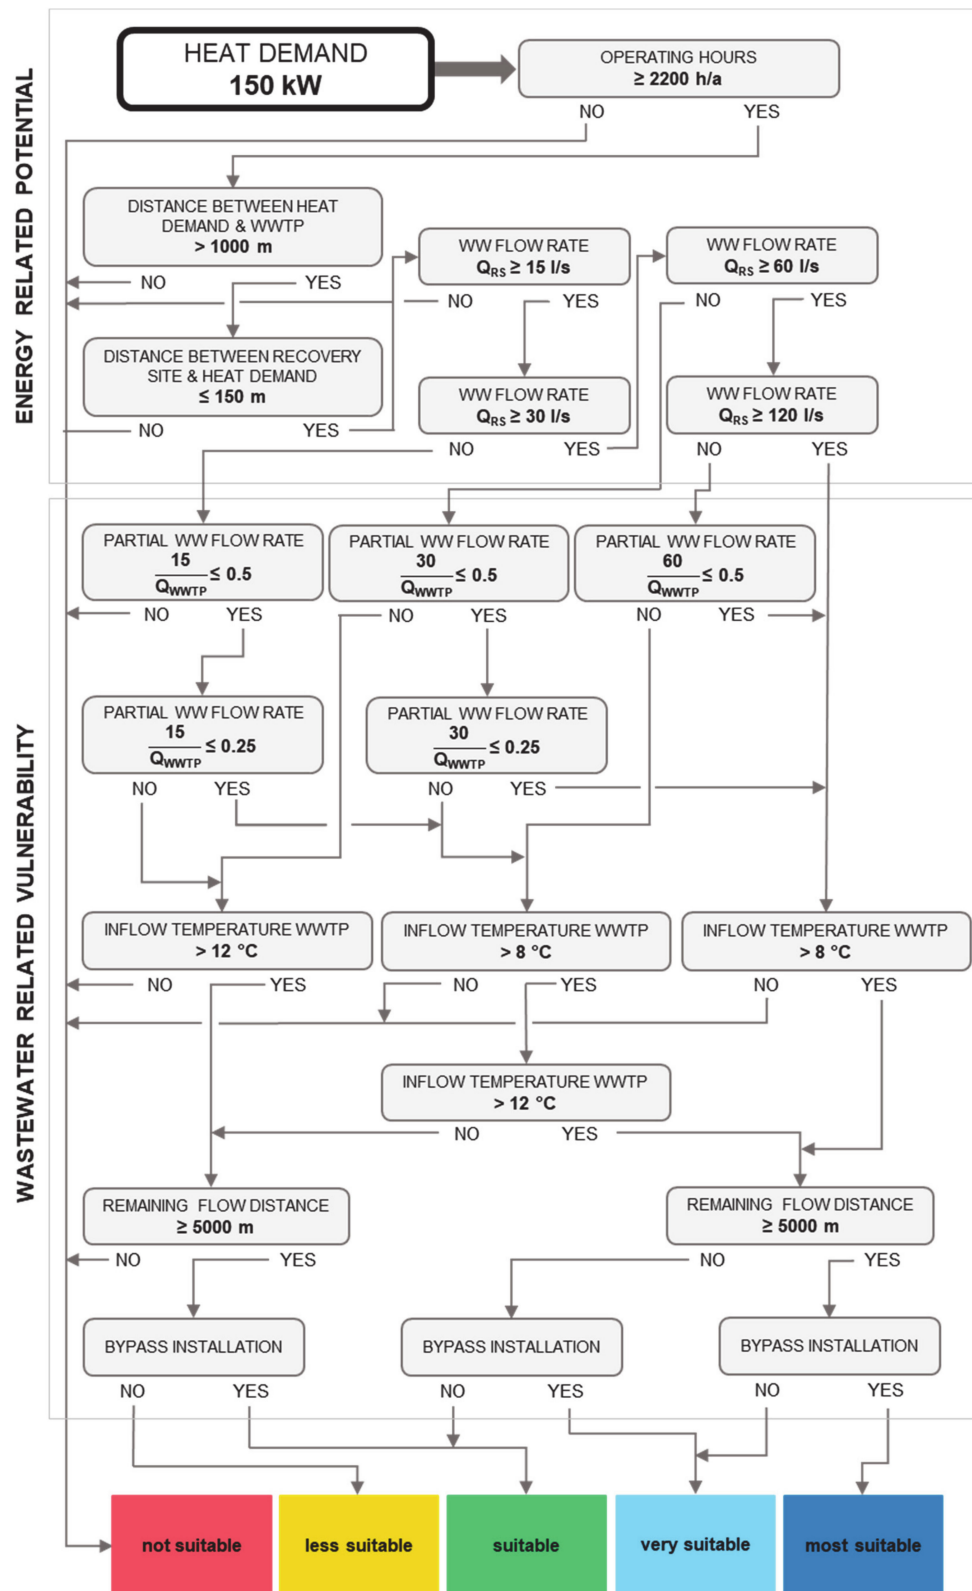 HEAT DEMAND
150 kW
OPERATING HOURS
≥ 2200 h/a
NO
YES
ENERGY RELATED POTENTIAL
DISTANCE BETWEEN HEAT
DEMAND & WWTP
> 1000 m
NO
YES
WW FLOW RATE
QRS ≥ 15 l/s
NO
YES
WW FLOW RATE
QRS ≥ 60 l/s
NO
YES
DISTANCE BETWEEN RECOVERY
SITE & HEAT DEMAND
≤ 150 m
NO
YES
WW FLOW RATE
QRS ≥ 30 l/s
NO
YES
WW FLOW RATE
QRS ≥ 120 l/s
NO
YES
WASTEWATER RELATED VULNERABILITY
PARTIAL WW FLOW RATE
15
QWWTP ≤ 0.5
NO
YES
PARTIAL WW FLOW RATE
30
QWWTP ≤ 0.5
NO
YES
PARTIAL WW FLOW RATE
60
QWWTP ≤ 0.5
NO
YES
PARTIAL WW FLOW RATE
15
QWWTP ≤ 0.25
NO
YES
PARTIAL WW FLOW RATE
30
QWWTP ≤ 0.25
NO
YES
INFLOW TEMPERATURE WWTP
> 12 °C
NO
YES
INFLOW TEMPERATURE WWTP
> 8 °C
NO
YES
INFLOW TEMPERATURE WWTP
> 8 °C
NO
YES
INFLOW TEMPERATURE WWTP
> 12 °C
NO
YES
REMAINING FLOW DISTANCE
≥ 5000 m
NO
YES
REMAINING FLOW DISTANCE
≥ 5000 m
NO
YES
BYPASS INSTALLATION
NO
YES
BYPASS INSTALLATION
NO
YES
BYPASS INSTALLATION
NO
YES
not suitable
less suitable
suitable
very suitable
most suitable